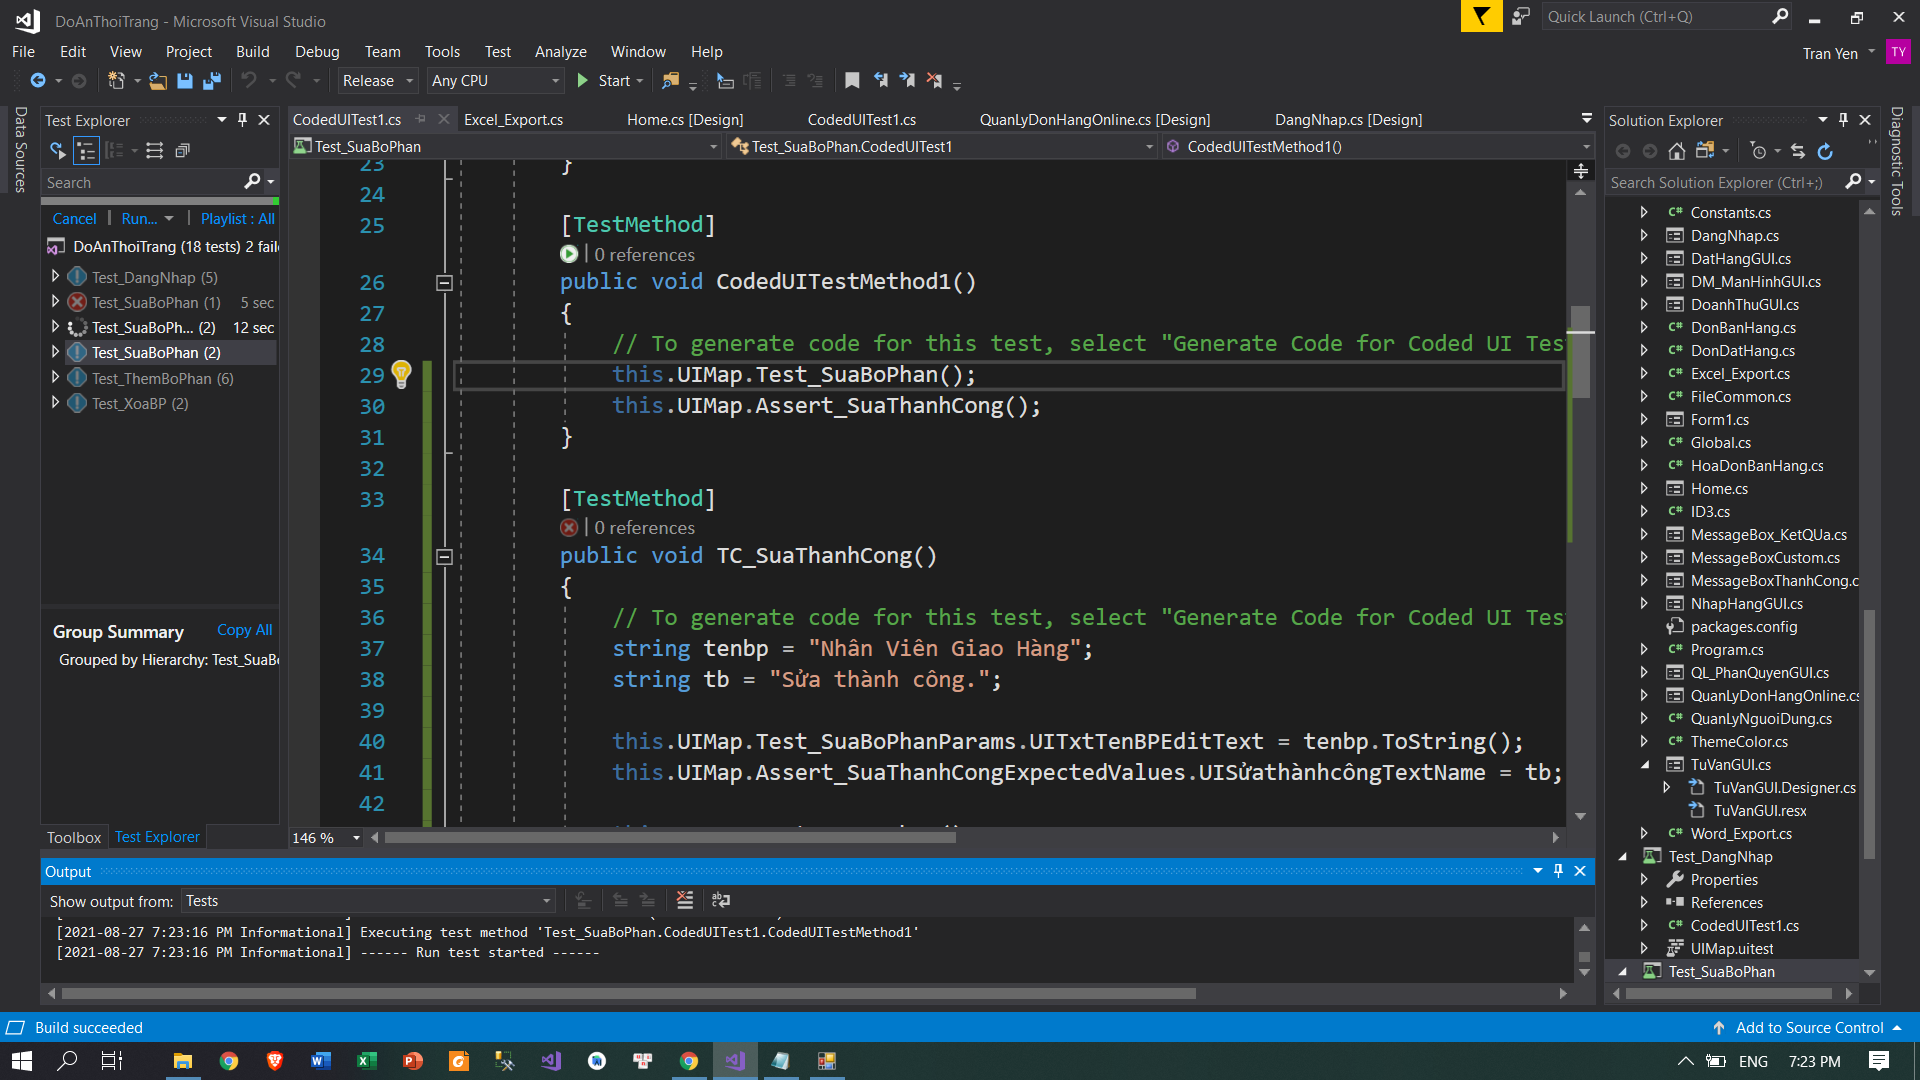 DoAnThoiTrang - Microsoft Visual Studio
Quick Launch (Ctrl+Q)
File Edit View Project Build Debug Team Tools Test Analyze Window Help
Tran Yen
TY
Release Any CPU Start
Data Sources
Test Explorer
Search
Cancel Run... Playlist : All
DoAnThoiTrang (18 tests) 2 faile
Test_DangNhap (5)
Test_SuaBoPhan (1) 5 sec
Test_SuaBoPh... (2) 12 sec
Test_SuaBoPhan (2)
Test_ThemBoPhan (6)
Test_XoaBP (2)
Group Summary Copy All
Grouped by Hierarchy: Test_SuaBo
Toolbox Test Explorer
CodedUITest1.cs Excel_Export.cs Home.cs [Design] CodedUITest1.cs QuanLyDonHangOnline.cs [Design] DangNhap.cs [Design]
Test_SuaBoPhan Test_SuaBoPhan.CodedUITest1 CodedUITestMethod1()
23 }
24
25 [TestMethod]
0 references
26 public void CodedUITestMethod1()
27 {
28 // To generate code for this test, select "Generate Code for Coded UI Tes
29 this.UIMap.Test_SuaBoPhan();
30 this.UIMap.Assert_SuaThanhCong();
31 }
32
33 [TestMethod]
0 references
34 public void TC_SuaThanhCong()
35 {
36 // To generate code for this test, select "Generate Code for Coded UI Tes
37 string tenbp = "Nhân Viên Giao Hàng";
38 string tb = "Sửa thành công.";
39
40 this.UIMap.Test_SuaBoPhanParams.UITxtTenBPEditText = tenbp.ToString();
41 this.UIMap.Assert_SuaThanhCongExpectedValues.UISửathànhcôngTextName = tb;
42
146 %
Output
Show output from: Tests
[2021-08-27 7:23:16 PM Informational] Executing test method 'Test_SuaBoPhan.CodedUITest1.CodedUITestMethod1'
[2021-08-27 7:23:16 PM Informational] ------ Run test started ------
Solution Explorer
Search Solution Explorer (Ctrl+;)
C# Constants.cs
DangNhap.cs
C# DatHangGUI.cs
DM_ManHinhGUI.cs
DoanhThuGUI.cs
C# DonBanHang.cs
C# DonDatHang.cs
C# Excel_Export.cs
C# FileCommon.cs
Form1.cs
C# Global.cs
C# HoaDonBanHang.cs
Home.cs
C# ID3.cs
MessageBox_KetQUa.cs
MessageBoxCustom.cs
MessageBoxThanhCong.c
NhapHangGUI.cs
packages.config
C# Program.cs
QL_PhanQuyenGUI.cs
QuanLyDonHangOnline.cs
C# QuanLyNguoiDung.cs
C# ThemeColor.cs
TuVanGUI.cs
TuVanGUI.Designer.cs
TuVanGUI.resx
C# Word_Export.cs
Test_DangNhap
Properties
References
C# CodedUITest1.cs
UIMap.uitest
Test_SuaBoPhan
Diagnostic Tools
Build succeeded
Add to Source Control
ENG 7:23 PM